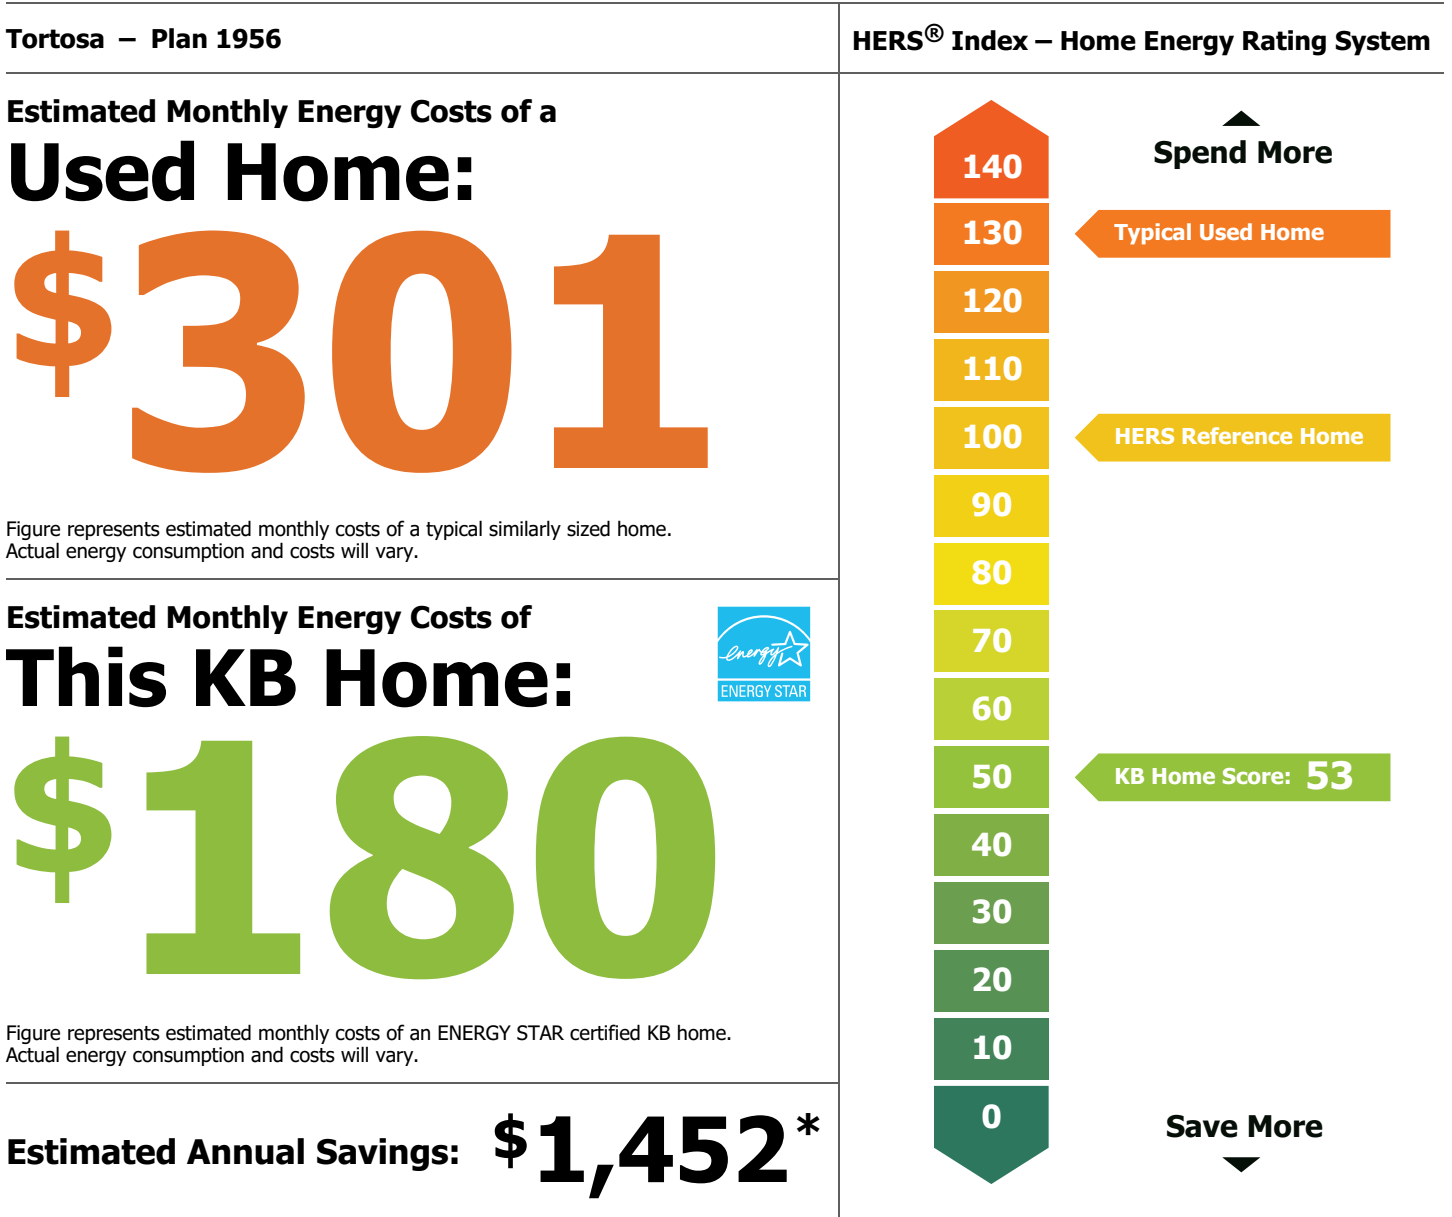 Tortosa – Plan 1956
Estimated Monthly Energy Costs of a
Used Home:
$301
Figure represents estimated monthly costs of a typical similarly sized home.
Actual energy consumption and costs will vary.
Estimated Monthly Energy Costs of
This KB Home:
energy
ENERGY STAR
$180
Figure represents estimated monthly costs of an ENERGY STAR certified KB home.
Actual energy consumption and costs will vary.
Estimated Annual Savings: $1,452*
HERS® Index – Home Energy Rating System
Spend More
140
130
Typical Used Home
120
110
100
HERS Reference Home
90
80
70
60
50
KB Home Score: 53
40
30
20
10
0
Save More